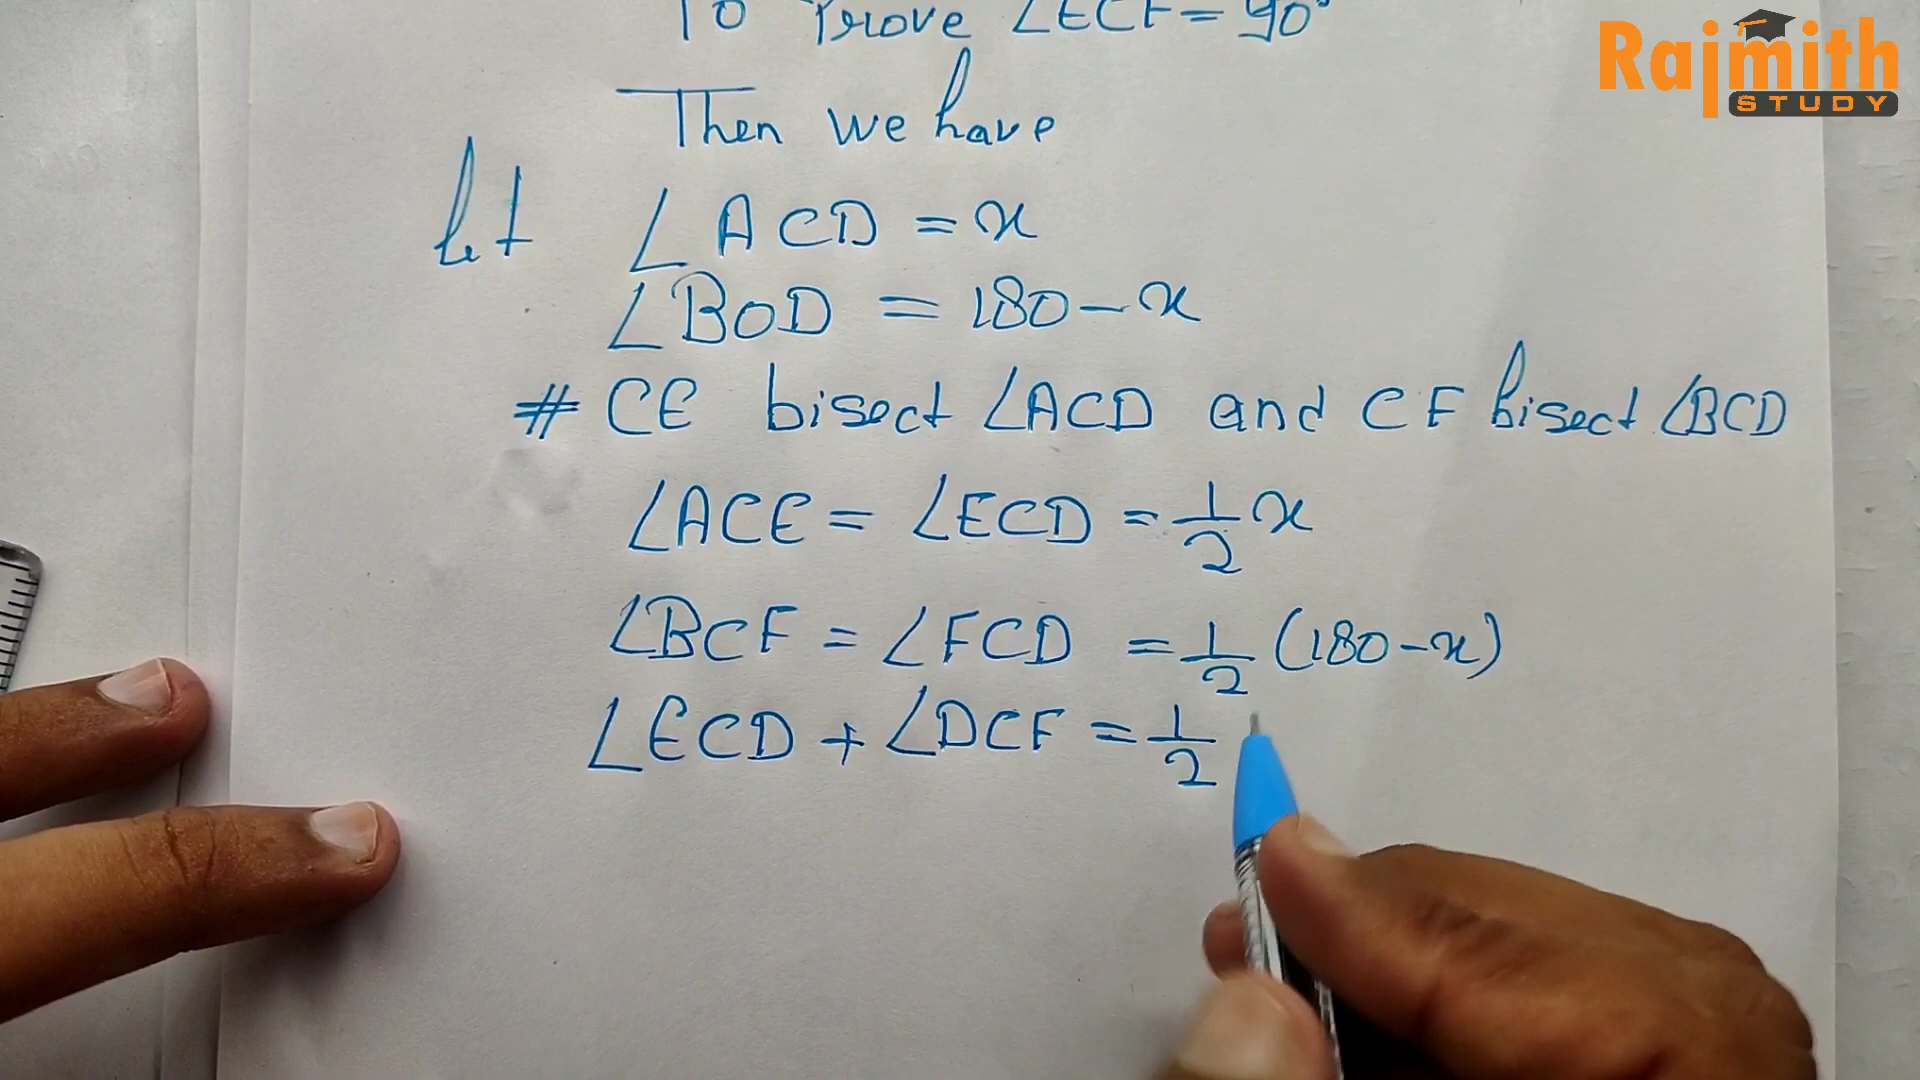 To Prove ∠ECF = 90°
Then we have
let ∠ACD = x
∠BOD = 180 - x
# CE bisect ∠ACD and CF bisect ∠BCD
∠ACE = ∠ECD = 1/2 x
∠BCF = ∠FCD = 1/2 (180 - x)
∠ECD + ∠DCF = 1/2
Rajmith
STUDY